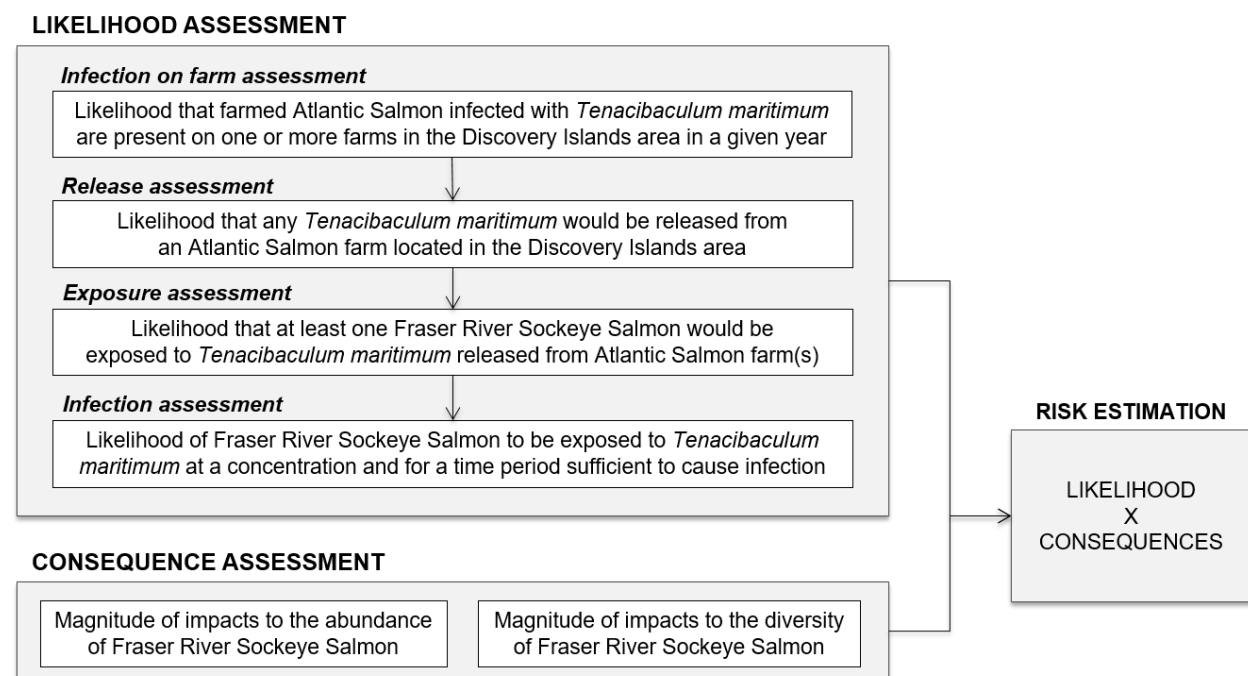 LIKELIHOOD ASSESSMENT
Infection on farm assessment
Likelihood that farmed Atlantic Salmon infected with Tenacibaculum maritimum
are present on one or more farms in the Discovery Islands area in a given year
Release assessment
Likelihood that any Tenacibaculum maritimum would be released from
an Atlantic Salmon farm located in the Discovery Islands area
Exposure assessment
Likelihood that at least one Fraser River Sockeye Salmon would be
exposed to Tenacibaculum maritimum released from Atlantic Salmon farm(s)
Infection assessment
Likelihood of Fraser River Sockeye Salmon to be exposed to Tenacibaculum
maritimum at a concentration and for a time period sufficient to cause infection
CONSEQUENCE ASSESSMENT
Magnitude of impacts to the abundance
of Fraser River Sockeye Salmon
Magnitude of impacts to the diversity
of Fraser River Sockeye Salmon
RISK ESTIMATION
LIKELIHOOD
X
CONSEQUENCES